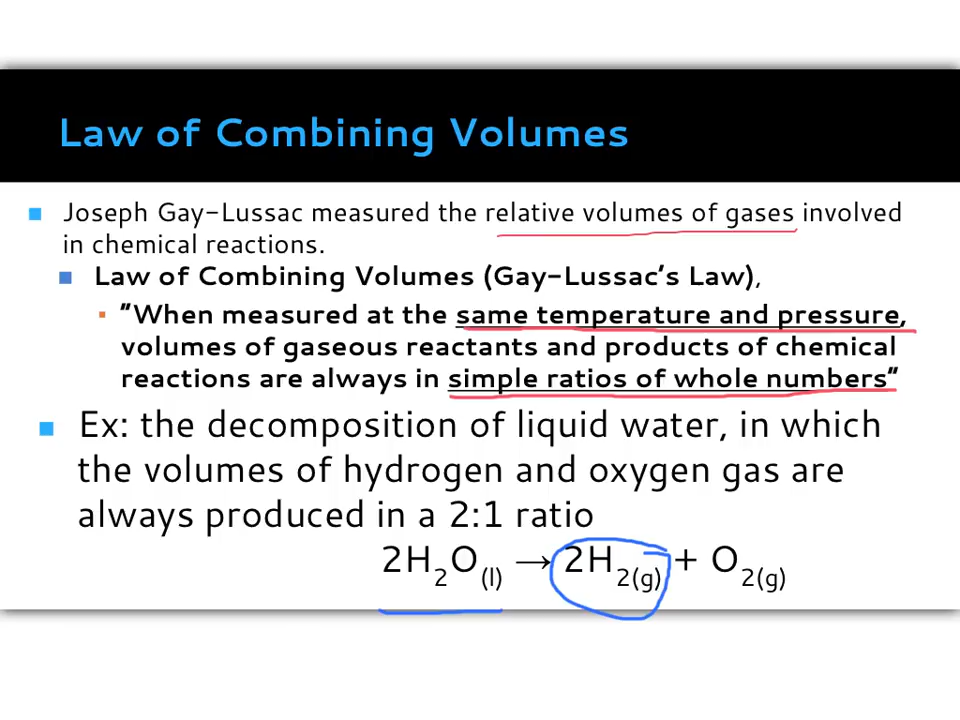 Law of Combining Volumes
Joseph Gay-Lussac measured the relative volumes of gases involved
in chemical reactions.
Law of Combining Volumes (Gay-Lussac's Law),
"When measured at the same temperature and pressure,
volumes of gaseous reactants and products of chemical
reactions are always in simple ratios of whole numbers"
Ex: the decomposition of liquid water, in which
the volumes of hydrogen and oxygen gas are
always produced in a 2:1 ratio
2H₂O(l) → 2H₂(g) + O₂(g)